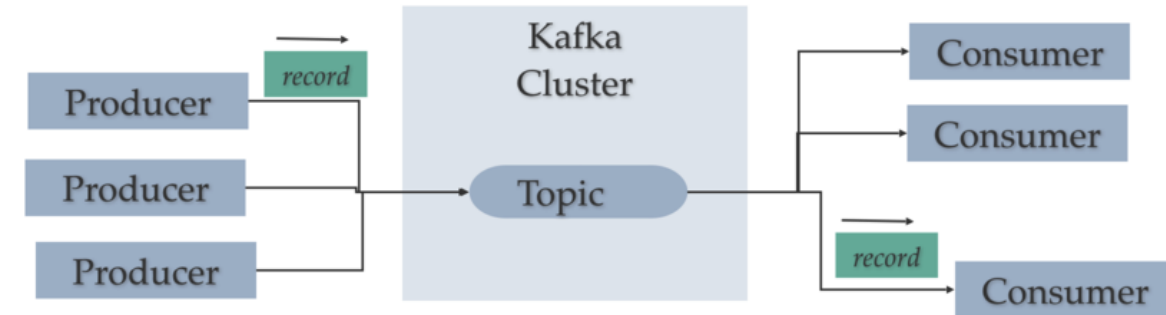 Kafka
Cluster
record
Producer
Producer
Producer
Topic
Consumer
Consumer
record
Consumer